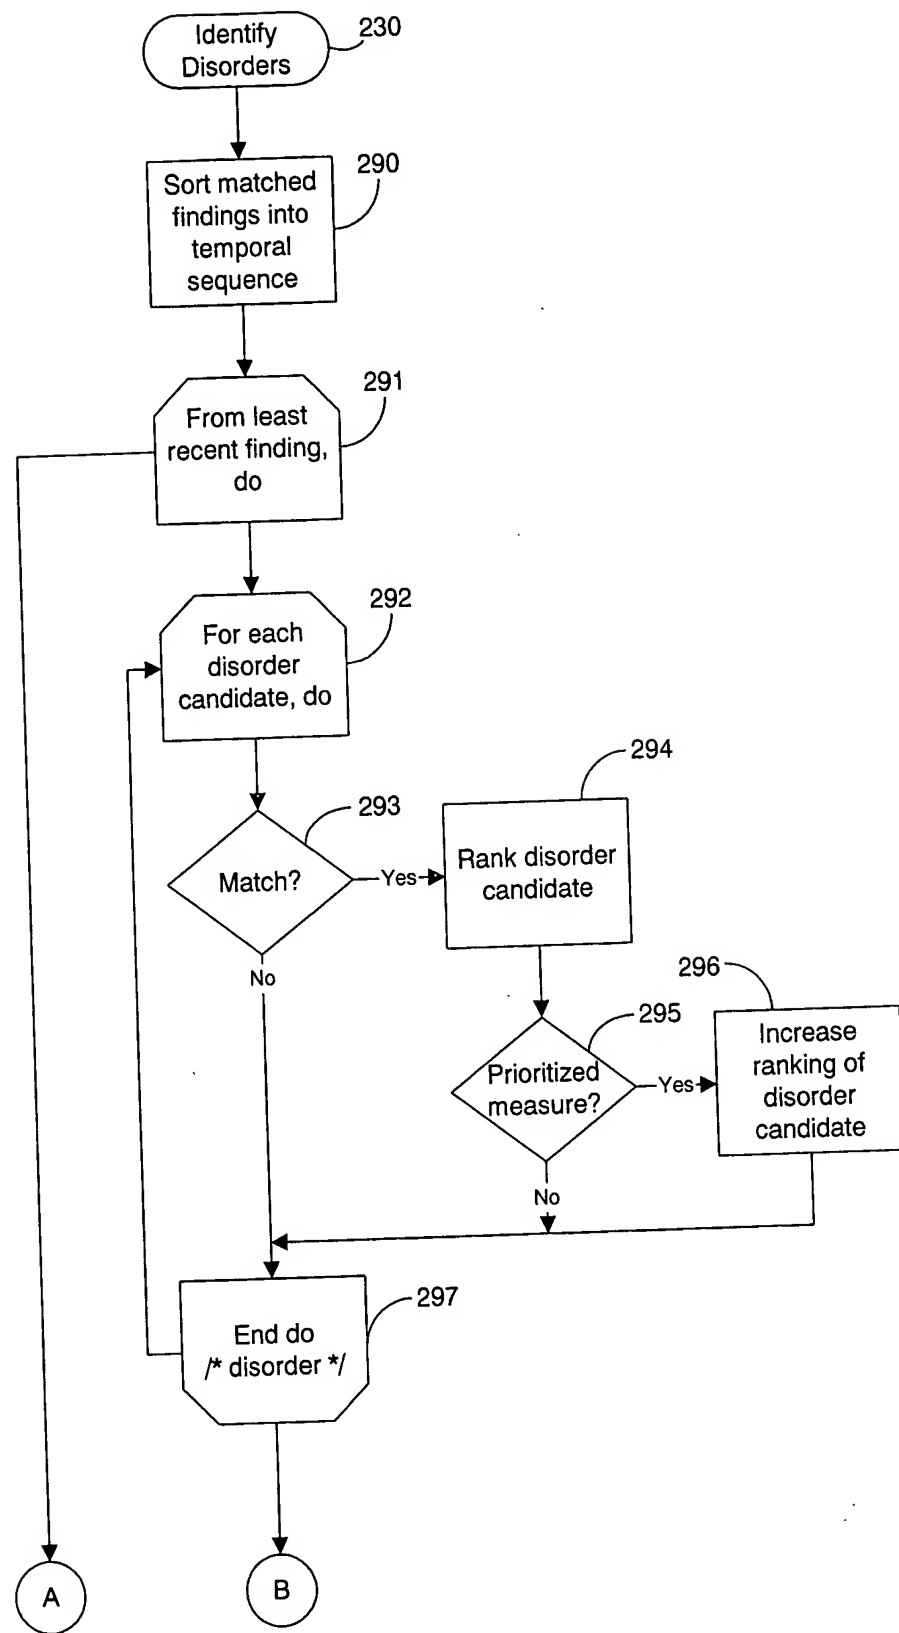 Identify
Disorders
230
Sort matched
findings into
temporal
sequence
290
From least
recent finding,
do
291
For each
disorder
candidate, do
292
Match?
293
Yes
No
Rank disorder
candidate
294
Prioritized
measure?
295
Yes
No
Increase
ranking of
disorder
candidate
296
End do
/* disorder */
297
A
B